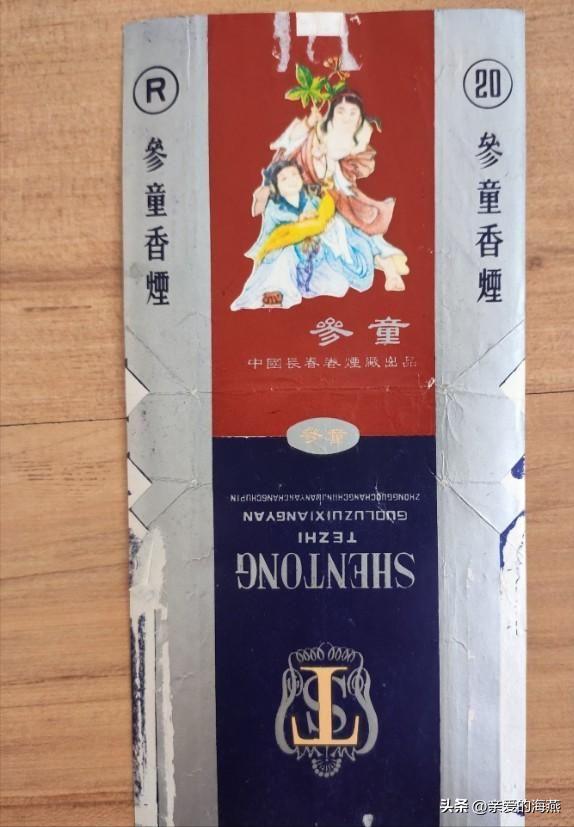 R
參童香煙
20
參童香煙
參童
中國長春卷煙廠出品
參童
ST
SHENTONG
TEZHI
GUOLUZUIXIANGYAN
ZHONGGUOCHANGCHUNJUANYANCHANGCHUPIN
头条 @亲爱的海燕